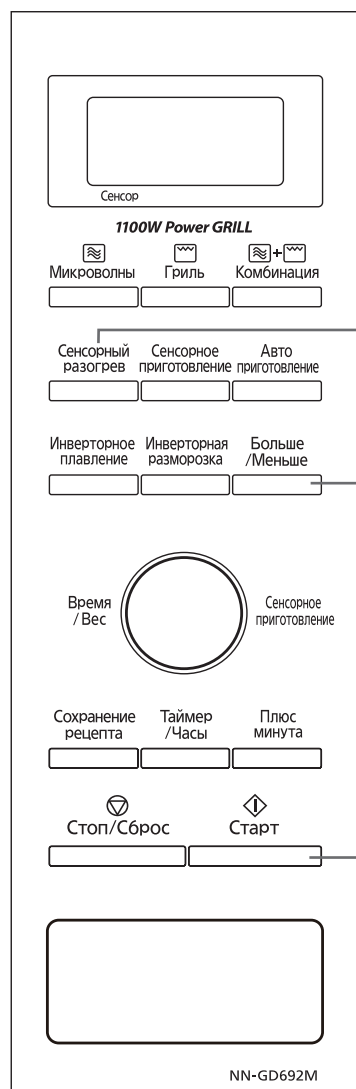 Сенсор
1100W Power GRILL
Микроволны Гриль Комбинация
Сенсорный Сенсорное Авто
разогрев приготовление приготовление
Инверторное Инверторная Больше
плавление разморозка /Меньше
Время Сенсорное
/Вес приготовление
Сохранение Таймер Плюс
рецепта /Часы минута
Стоп/Сброс Старт
NN-GD692M